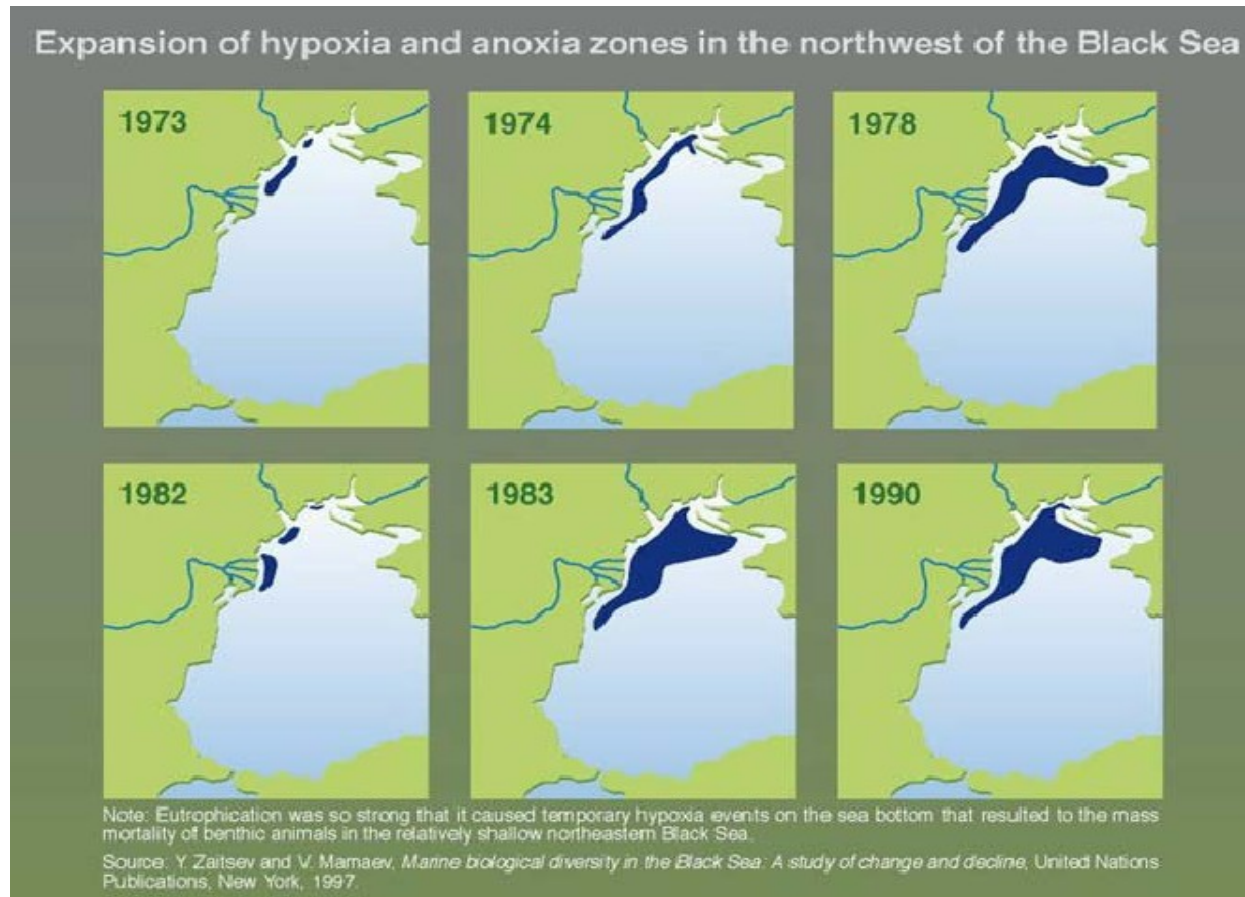 Expansion of hypoxia and anoxia zones in the northwest of the Black Sea
1973
1974
1978
1982
1983
1990
Note: Eutrophication was so strong that it caused temporary hypoxia events on the sea bottom that resulted to the mass
mortality of benthic animals in the relatively shallow northeastern Black Sea.
Source: Y. Zaitsev and V. Mamaev, Marine biological diversity in the Black Sea: A study of change and decline, United Nations
Publications, New York, 1997.